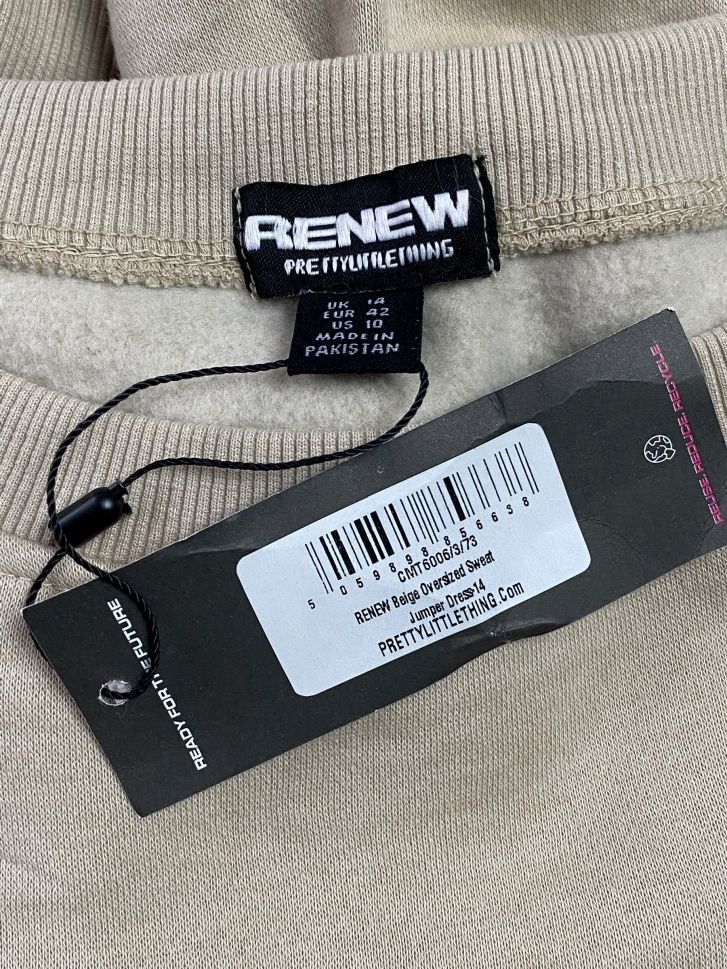 RENEW
PRETTYLITTLETHING
UK 14
EUR 42
US 10
MADE IN
PAKISTAN
REUSE. REDUCE. RECYCLE
5 059898 856638
CMT6006/3/73
RENEW Beige Oversized Sweat
Jumper Dress-14
PRETTYLITTLETHING.Com
READY FOR THE FUTURE